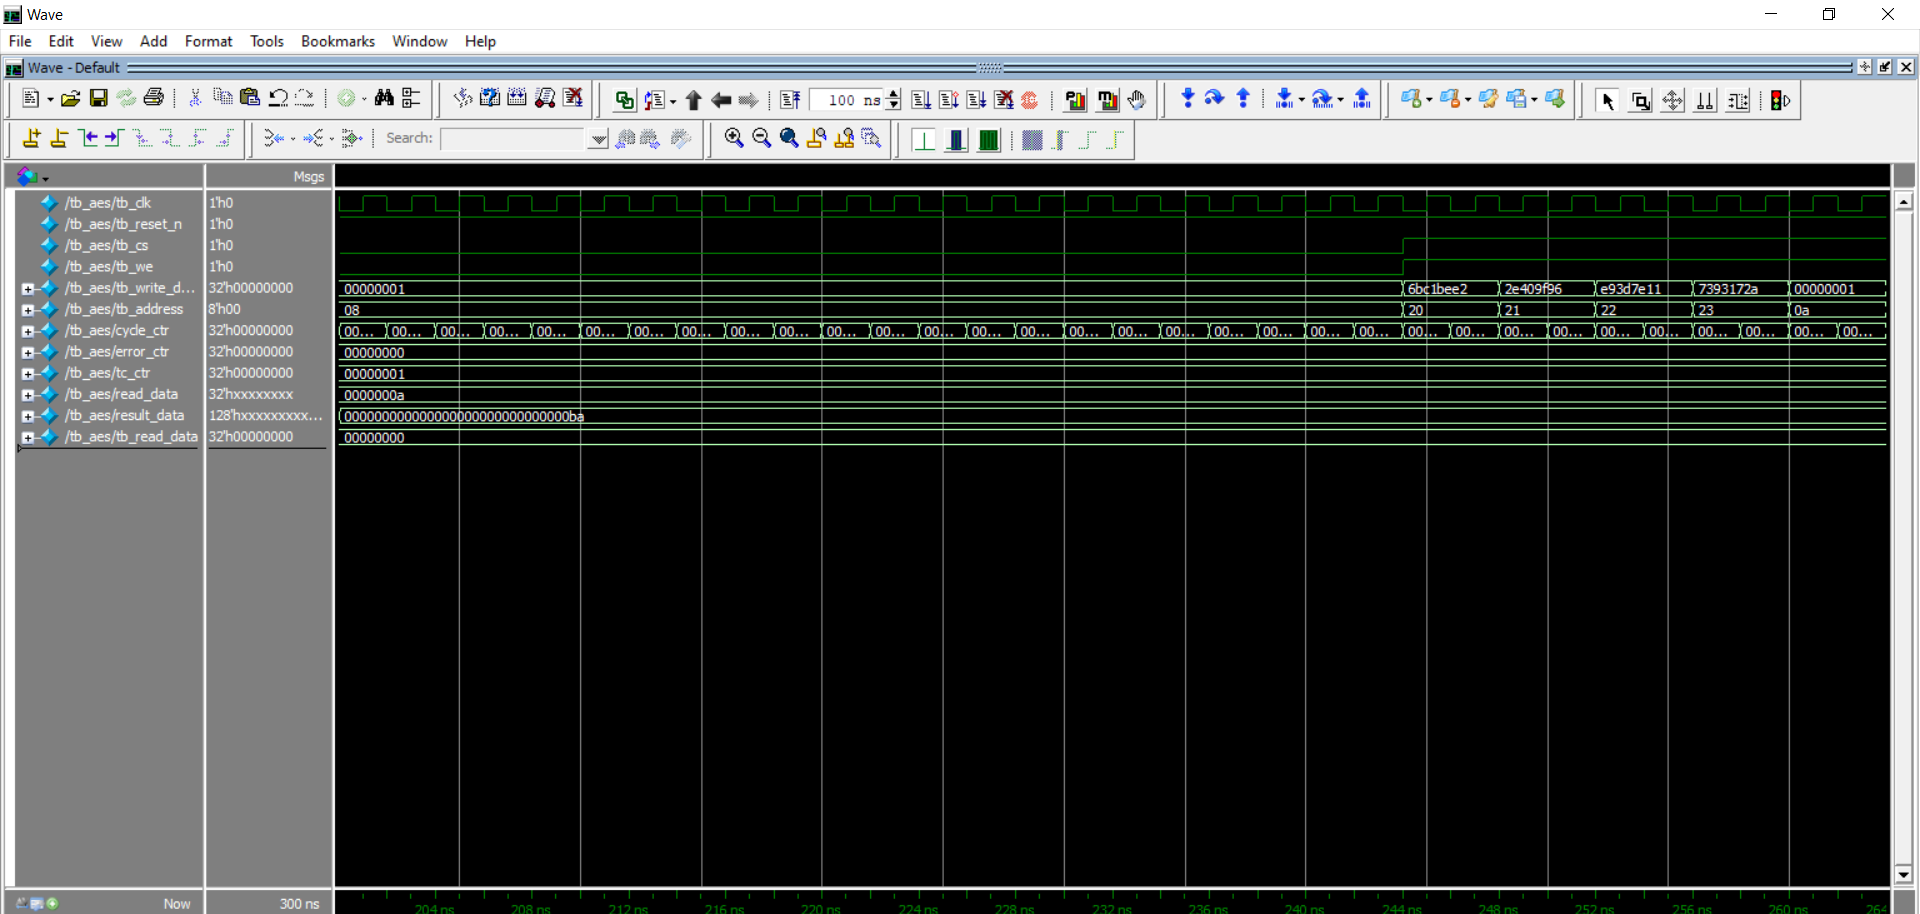 Wave
File Edit View Add Format Tools Bookmarks Window Help
Wave - Default
100 ns
Search:
Msgs
/tb_aes/tb_clk 1'h0
/tb_aes/tb_reset_n 1'h0
/tb_aes/tb_cs 1'h0
/tb_aes/tb_we 1'h0
/tb_aes/tb_write_d... 32'h00000000 00000001 6bc1bee2 2e409f96 e93d7e11 7393172a 00000001
/tb_aes/tb_address 8'h00 08 20 21 22 23 0a
/tb_aes/cycle_ctr 32'h00000000 00... 00... 00... 00... 00... 00... 00... 00... 00... 00... 00... 00... 00... 00... 00... 00... 00... 00... 00... 00... 00... 00... 00... 00... 00... 00... 00... 00... 00... 00... 00... 00...
/tb_aes/error_ctr 32'h00000000 00000000
/tb_aes/tc_ctr 32'h00000000 00000001
/tb_aes/read_data 32'hxxxxxxxx 0000000a
/tb_aes/result_data 128'hxxxxxxxxx... 000000000000000000000000000000ba
/tb_aes/tb_read_data 32'h00000000 00000000
Now 300 ns
204 ns 208 ns 212 ns 216 ns 220 ns 224 ns 228 ns 232 ns 236 ns 240 ns 244 ns 248 ns 252 ns 256 ns 260 ns 264